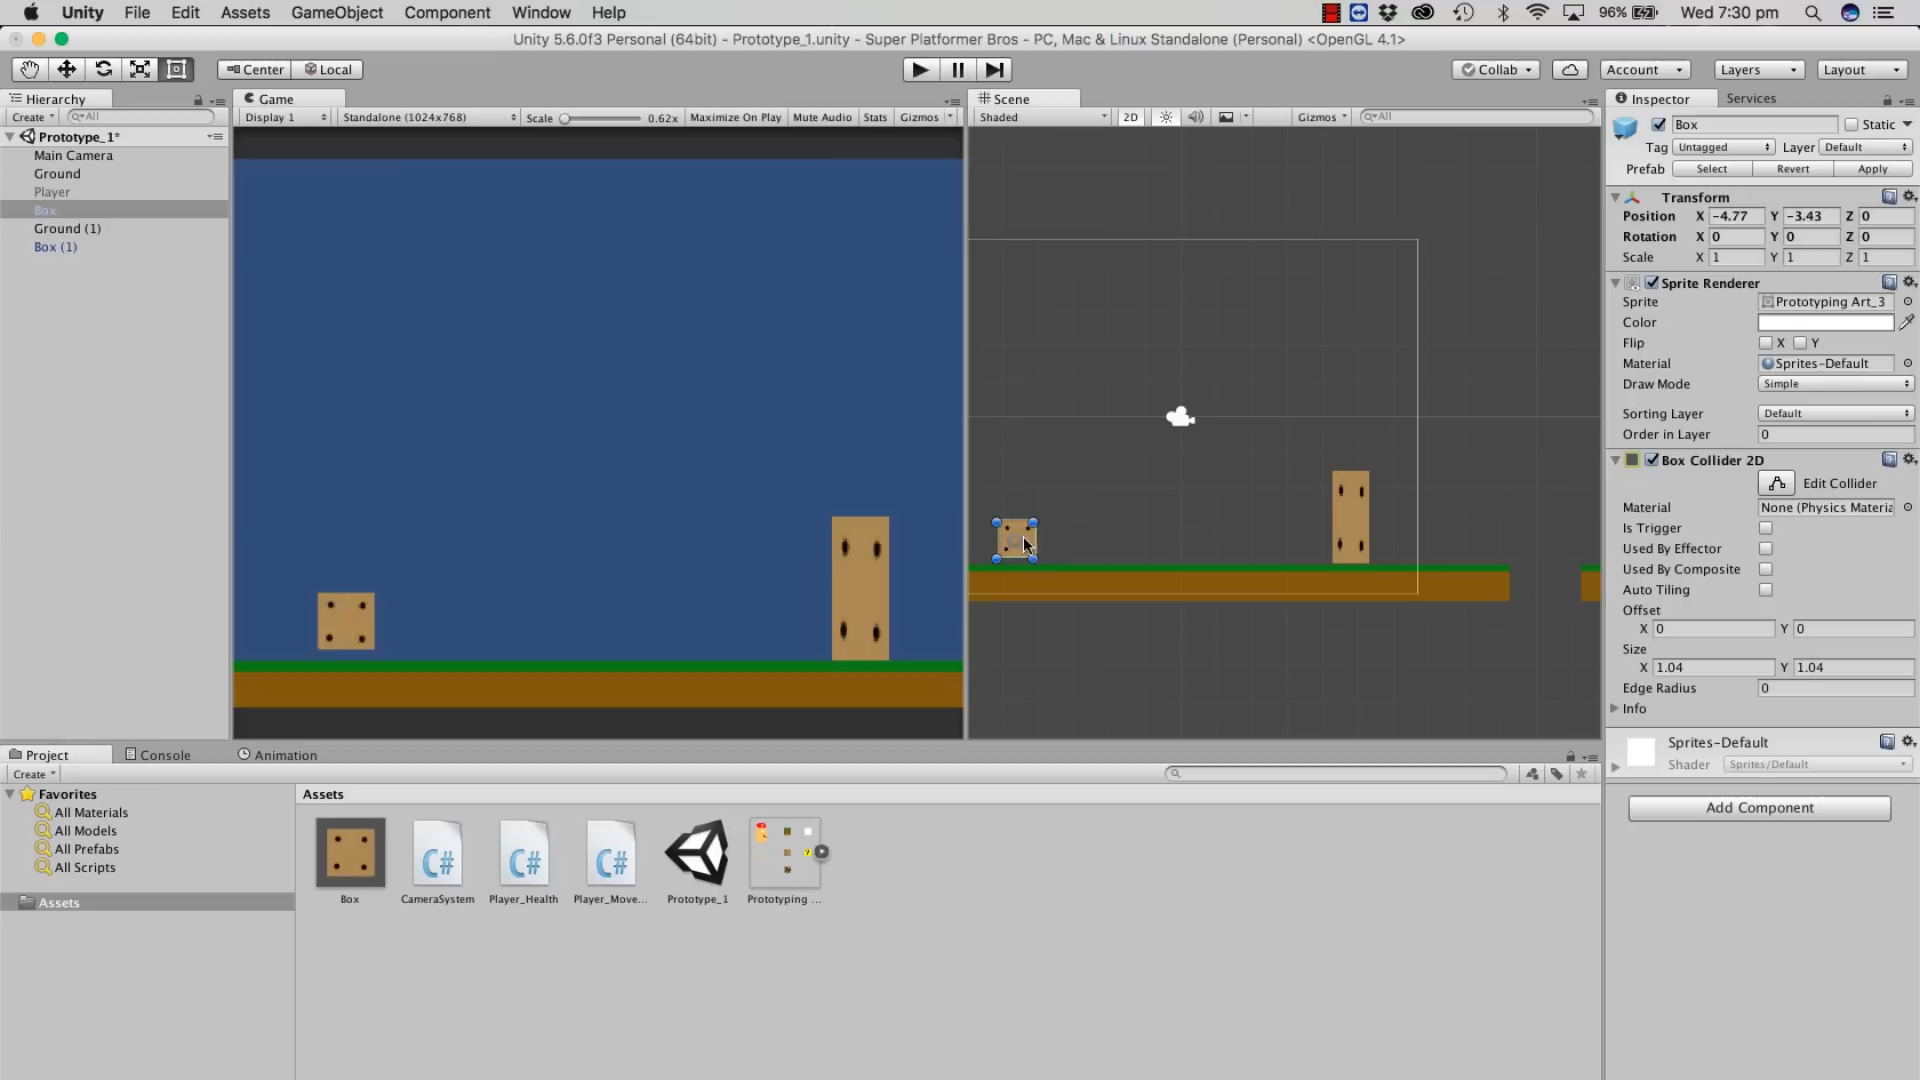 Unity File Edit Assets GameObject Component Window Help 96% Wed 7:30 pm
Unity 5.6.0f3 Personal (64bit) - Prototype_1.unity - Super Platformer Bros - PC, Mac & Linux Standalone (Personal) <OpenGL 4.1>
Center Local Collab Account Layers Layout
Hierarchy Game Scene Inspector Services
Create All Display 1 Standalone (1024x768) Scale 0.62x Maximize On Play Mute Audio Stats Gizmos Shaded 2D Gizmos All Box Static
Prototype_1*
Main Camera Tag Untagged Layer Default
Ground Prefab Select Revert Apply
Player Transform
Box Position X -4.77 Y -3.43 Z 0
Ground (1) Rotation X 0 Y 0 Z 0
Box (1) Scale X 1 Y 1 Z 1
Sprite Renderer
Sprite Prototyping Art_3
Color
Flip X Y
Material Sprites-Default
Draw Mode Simple
Sorting Layer Default
Order in Layer 0
Box Collider 2D
Edit Collider
Material None (Physics Materia
Is Trigger
Used By Effector
Used By Composite
Auto Tiling
Offset
X 0 Y 0
Size
X 1.04 Y 1.04
Edge Radius 0
Info
Sprites-Default
Shader Sprites/Default
Add Component
Project Console Animation
Create
Favorites Assets
All Materials
All Models
All Prefabs
All Scripts
Assets
Box CameraSystem Player_Health Player_Move... Prototype_1 Prototyping ...